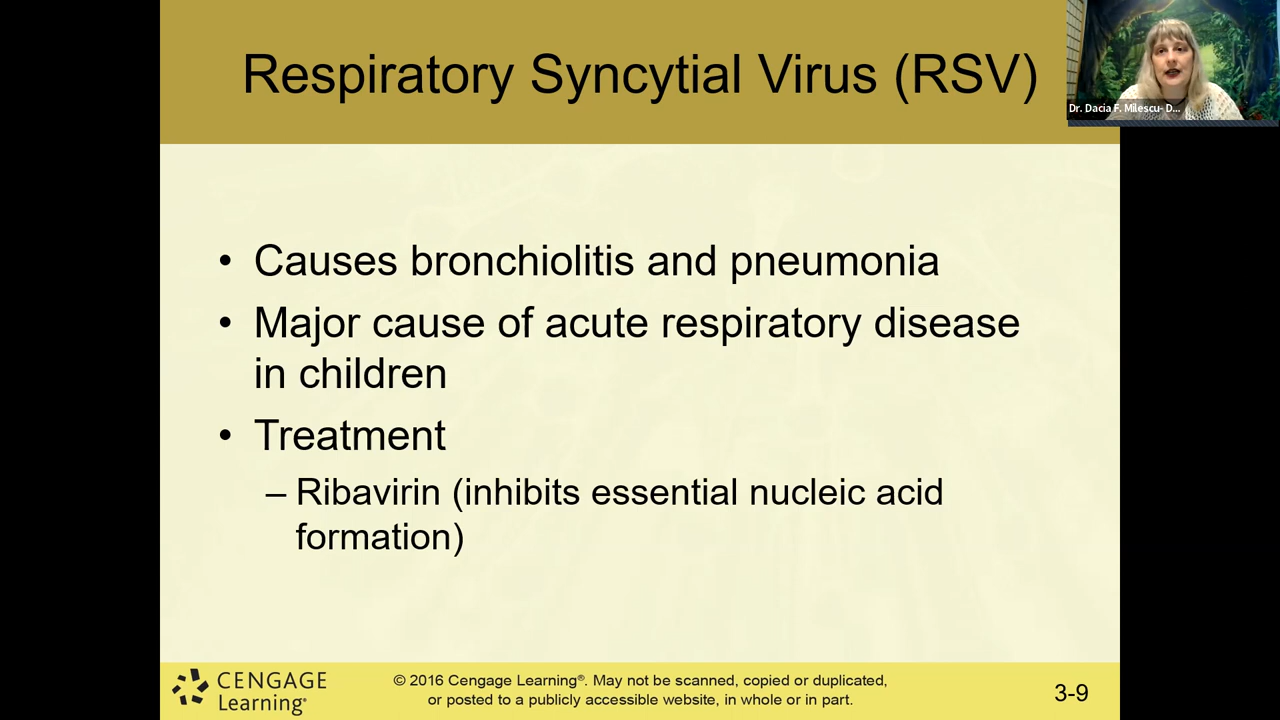 Respiratory Syncytial Virus (RSV)
Dr. Dacia F. Milescu- D...
• Causes bronchiolitis and pneumonia
• Major cause of acute respiratory disease
in children
• Treatment
– Ribavirin (inhibits essential nucleic acid
formation)
CENGAGE
Learning®
© 2016 Cengage Learning®. May not be scanned, copied or duplicated,
or posted to a publicly accessible website, in whole or in part.
3-9